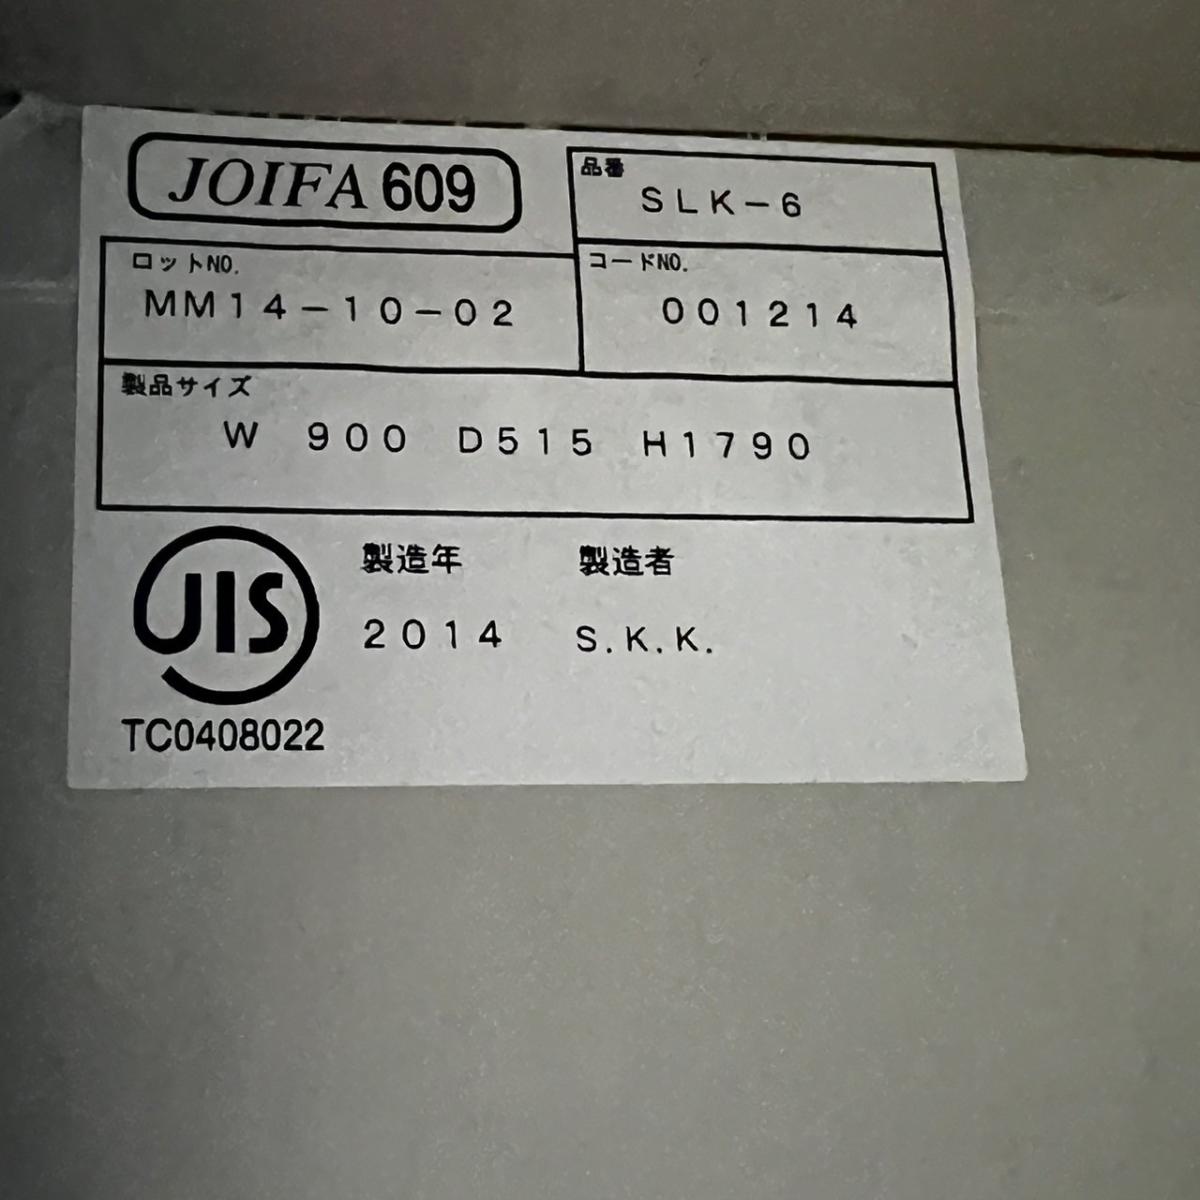 JOIFA 609
品番
SLK-6
ロットNO.
MM14-10-02
コードNO.
001214
製品サイズ
W 900 D515 H1790
JIS
TC0408022
製造年
2014
製造者
S.K.K.